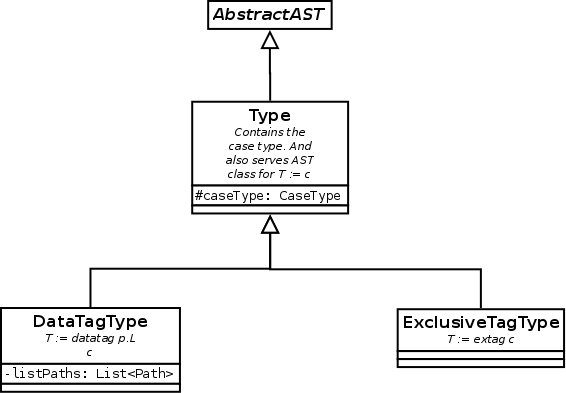 AbstractAST
Type
Contains the
case type. And
also serves AST
class for T := c
#caseType: CaseType
DataTagType
T := datatag p.L
c
-listPaths: List<Path>
ExclusiveTagType
T := extag c